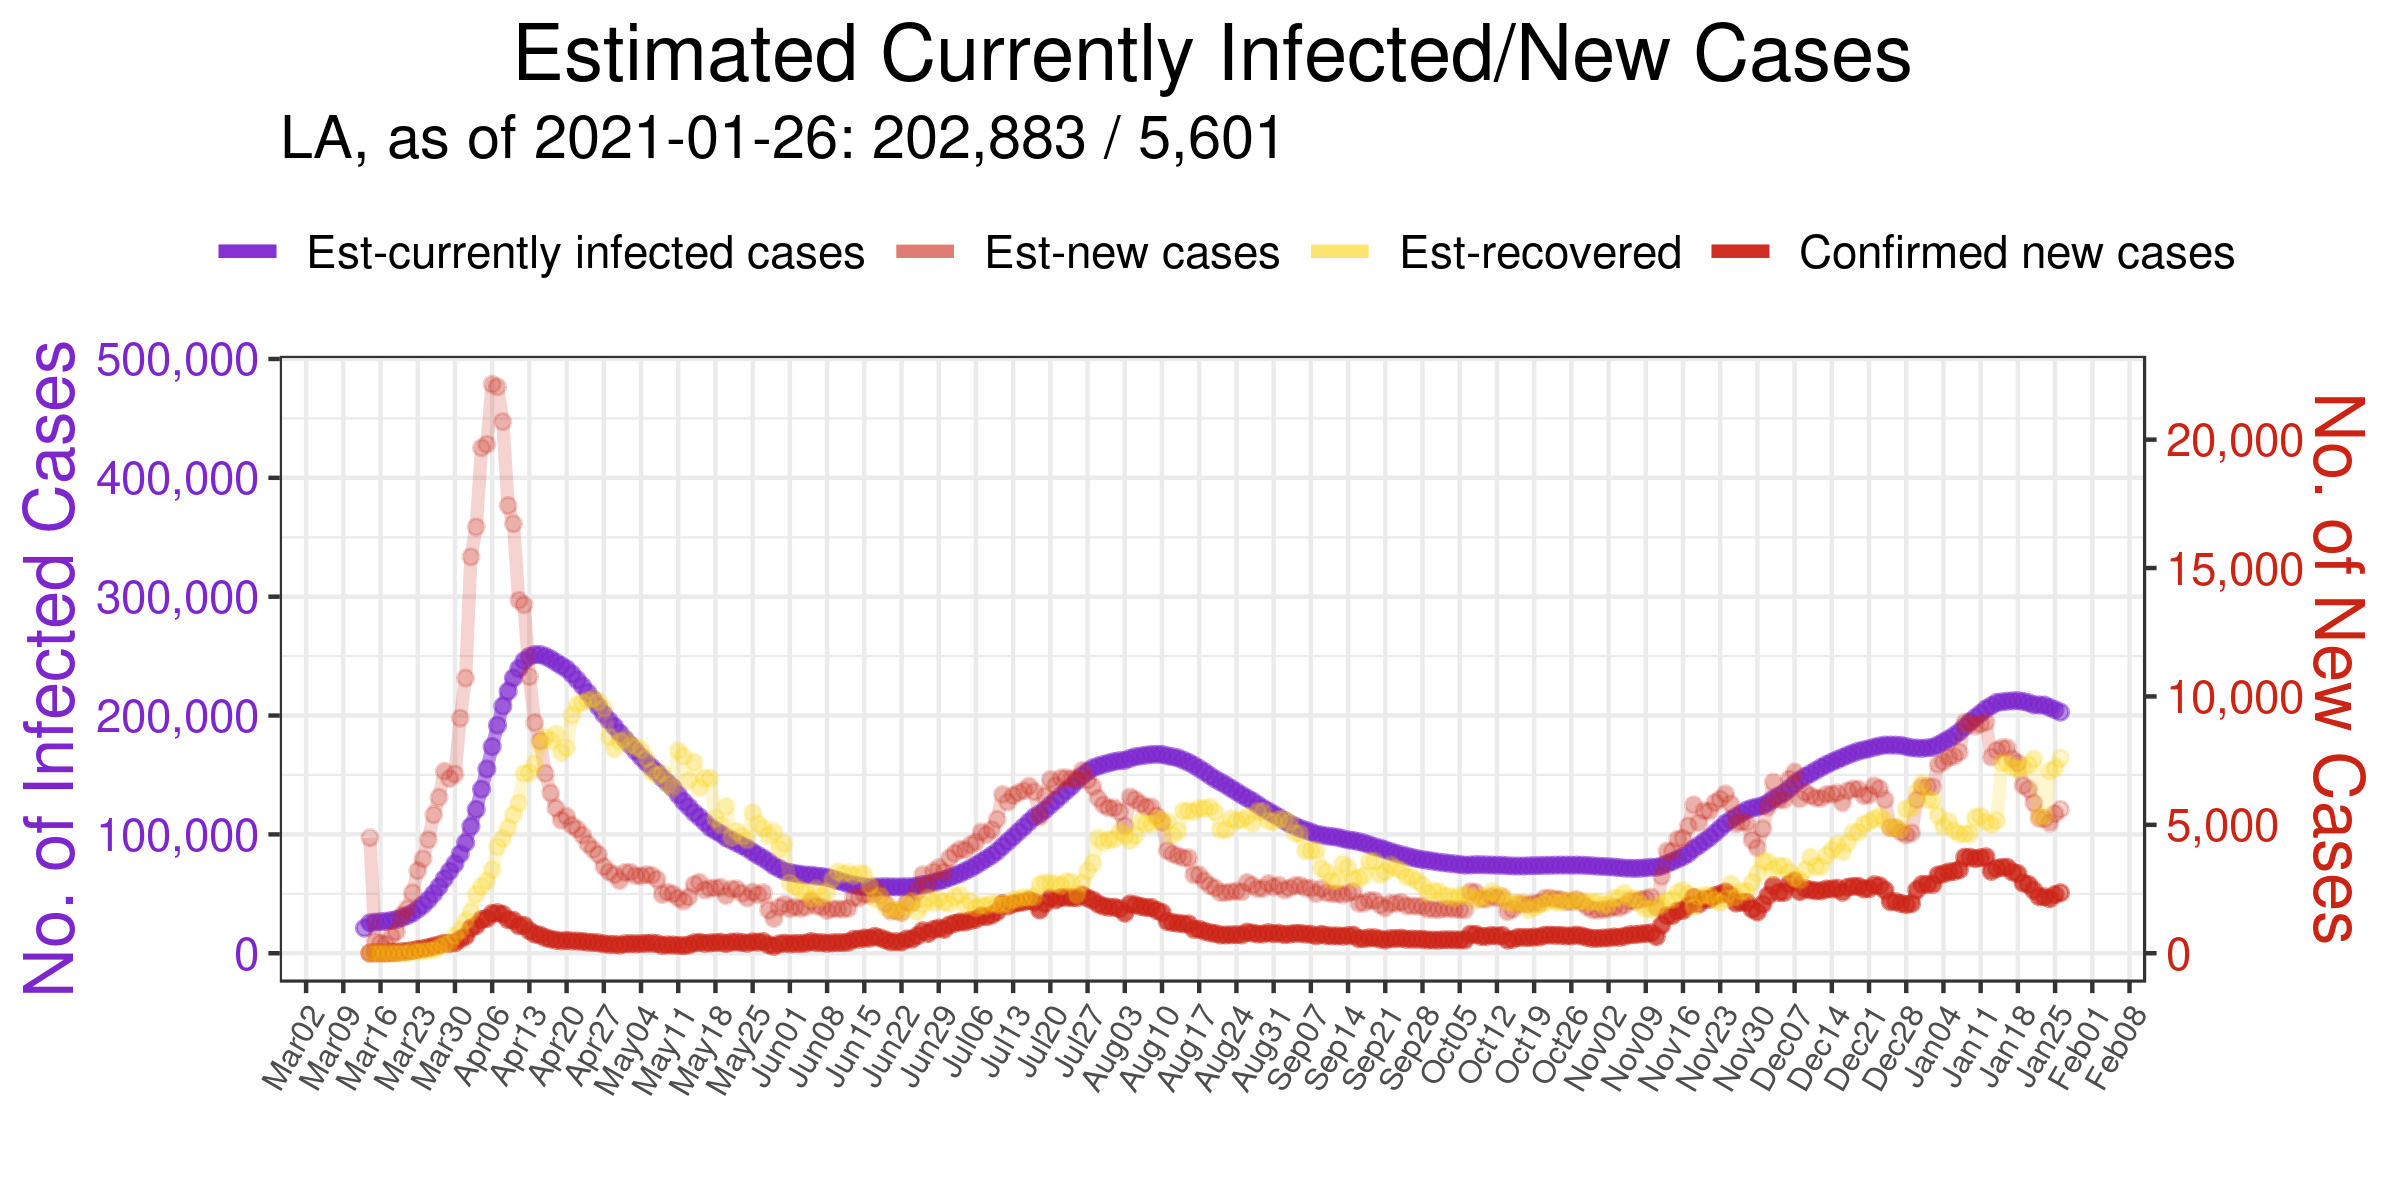 Estimated Currently Infected/New Cases
LA, as of 2021-01-26: 202,883 / 5,601
Est-currently infected cases
Est-new cases
Est-recovered
Confirmed new cases
No. of Infected Cases
500,000
400,000
300,000
200,000
100,000
0
20,000
15,000
10,000
5,000
0
No. of New Cases
Mar02
Mar09
Mar16
Mar23
Mar30
Apr06
Apr13
Apr20
Apr27
May04
May11
May18
May25
Jun01
Jun08
Jun15
Jun22
Jun29
Jul06
Jul13
Jul20
Jul27
Aug03
Aug10
Aug17
Aug24
Aug31
Sep07
Sep14
Sep21
Sep28
Oct05
Oct12
Oct19
Oct26
Nov02
Nov09
Nov16
Nov23
Nov30
Dec07
Dec14
Dec21
Dec28
Jan04
Jan11
Jan18
Jan25
Feb01
Feb08